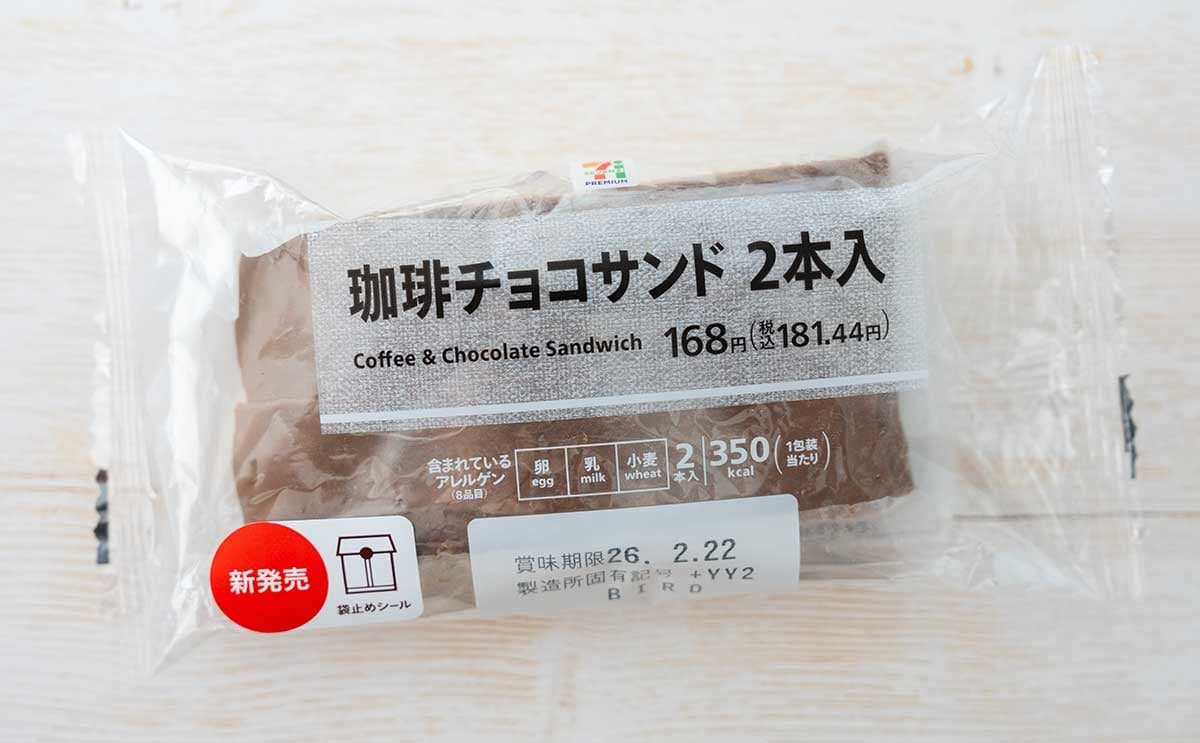 7i
PREMIUM
珈琲チョコサンド 2本入
Coffee & Chocolate Sandwich 168円(税込181.44円)
含まれている
アレルゲン
(8品目)
卵 乳 小麦
egg milk wheat
2本入
350kcal
(1包装当たり)
新発売
袋止めシール
賞味期限26. 2.22
製造所固有記号 +YY2
BIRD